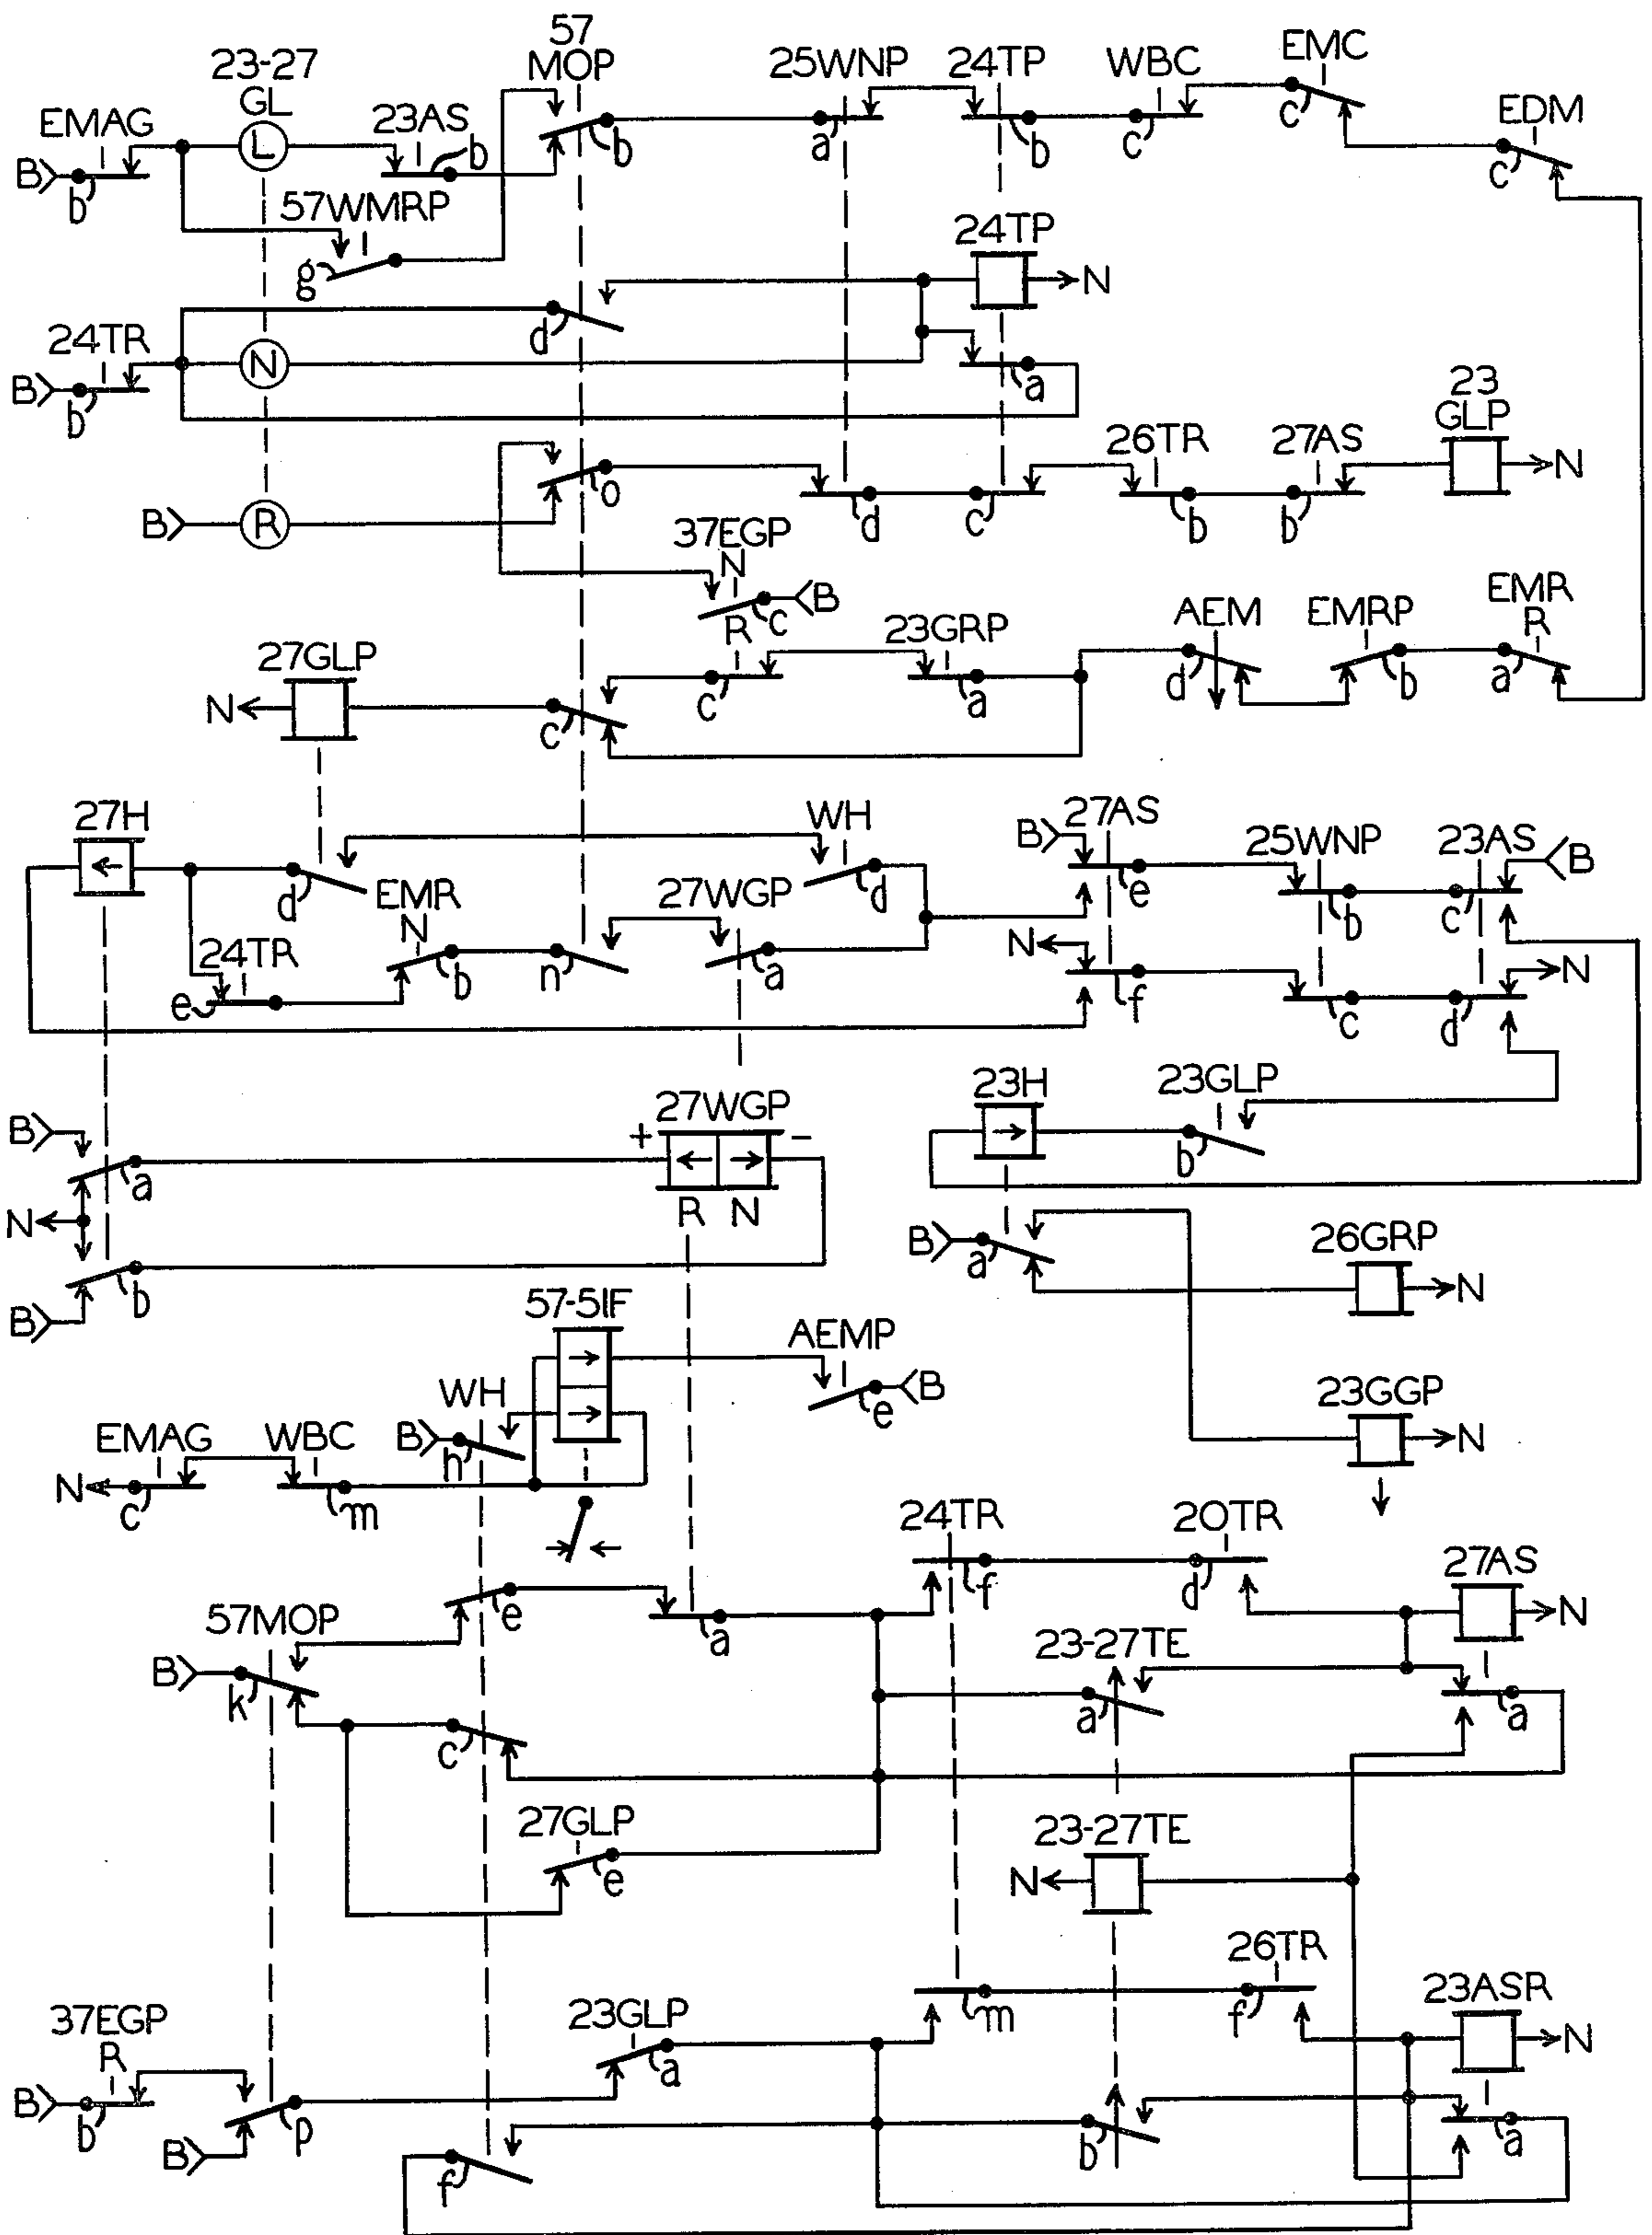 57
MOP
23-27
GL
25WNP 24TP WBC EMC
EMAG L 23AS EDM
B b b b a b c c c
57WMRP
g
24TP
N
24TR d
B b N a
23
GLP
26TR 27AS
o N
B R d c b b
37EGP
N
B
c
R 23GRP AEM EMRP EMR
R
27GLP
N c c a d b a
27H WH 27AS
B 25WNP 23AS
B
d EMR
N 27WGP d e b c
24TR N N
e b n a f c d
27WGP 23H 23GLP
B + -
a b
N R N
B a 26GRP
N
B b
57-51F
AEMP
WH B 23GGP
EMAG WBC B e N
N h
c m
24TR 20TR
27AS
f d N
57MOP e a
23-27TE
B k
c a a
27GLP 23-27TE
e N
26TR
23ASR
37EGP
R 23GLP m f N
B b a
B p b a
f